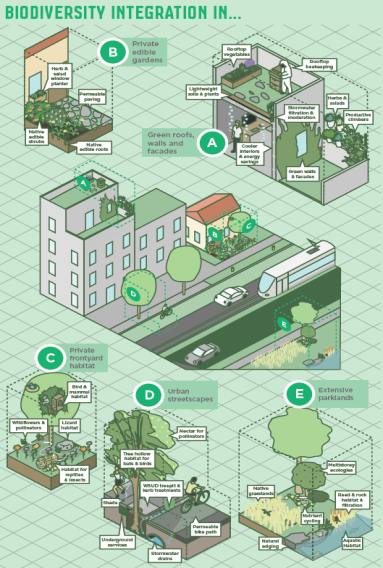 BIODIVERSITY INTEGRATION IN...
B
Private
edible
gardens
Herb &
salad
window
planter
Permeable
paving
Native
edible
shrubs
Native
edible roots
Rooftop
vegetables
Rooftop
beekeeping
Lightweight
soils & plants
Stormwater
filtration &
moderation
Herbs &
salads
Productive
climbers
Cooler
interiors
& energy
savings
Green walls
& facades
Green roofs,
walls and
facades
A
A
B
C
D
E
C
Private
frontyard
habitat
Bird &
mammal
habitat
Wildflowers &
pollinators
Lizard
habitat
Habitat for
reptiles
& insects
D
Urban
streetscapes
Nectar for
pollinators
Tree hollow
habitat for
bats & birds
WSUD treepit &
kerb treatments
Shade
Permeable
bike path
Underground
services
Stormwater
drains
E
Extensive
parklands
Multistorey
ecologies
Native
grasslands
Reed & rock
habitat &
filtration
Nutrient
cycling
Natural
edging
Aquatic
Habitat